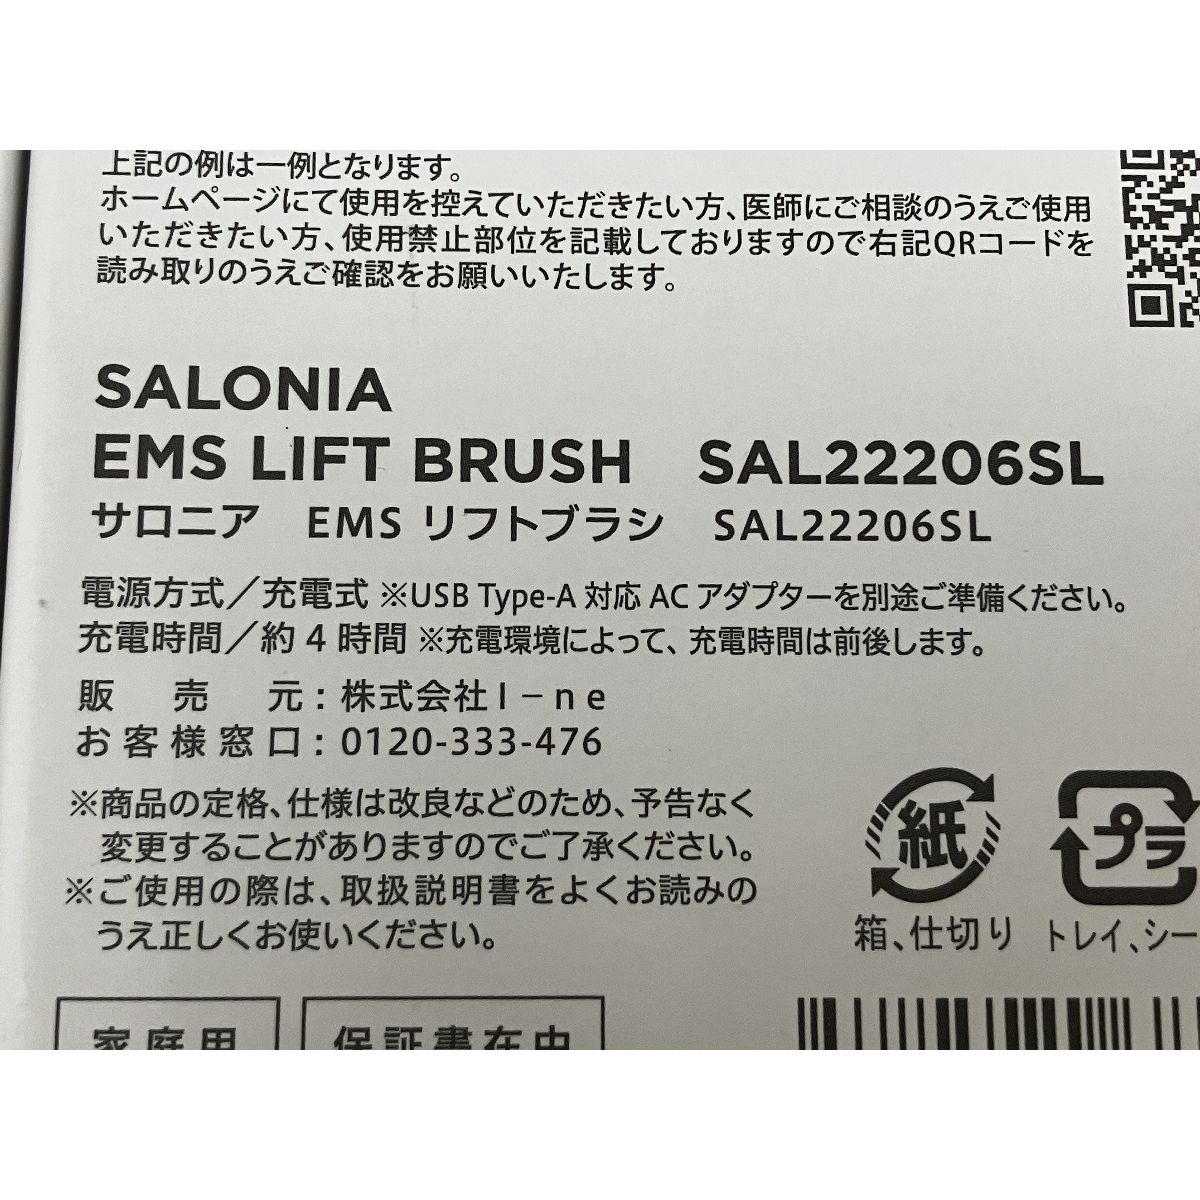 上記の例は一例となります。
ホームページにて使用を控えていただきたい方、医師にご相談のうえご使用
いただきたい方、使用禁止部位を記載しておりますので右記QRコードを
読み取りのうえご確認をお願いいたします。
SALONIA
EMS LIFT BRUSH SAL22206SL
サロニア EMS リフトブラシ SAL22206SL
電源方式／充電式 ※USB Type-A 対応 AC アダプターを別途ご準備ください。
充電時間／約 4 時間 ※充電環境によって、充電時間は前後します。
販売元：株式会社I－ne
お客様窓口：0120-333-476
※商品の定格、仕様は改良などのため、予告なく
変更することがありますのでご了承ください。
※ご使用の際は、取扱説明書をよくお読みの
うえ正しくお使いください。
紙
プラ
箱、仕切り
トレイ、シー
家庭用
保証書在中